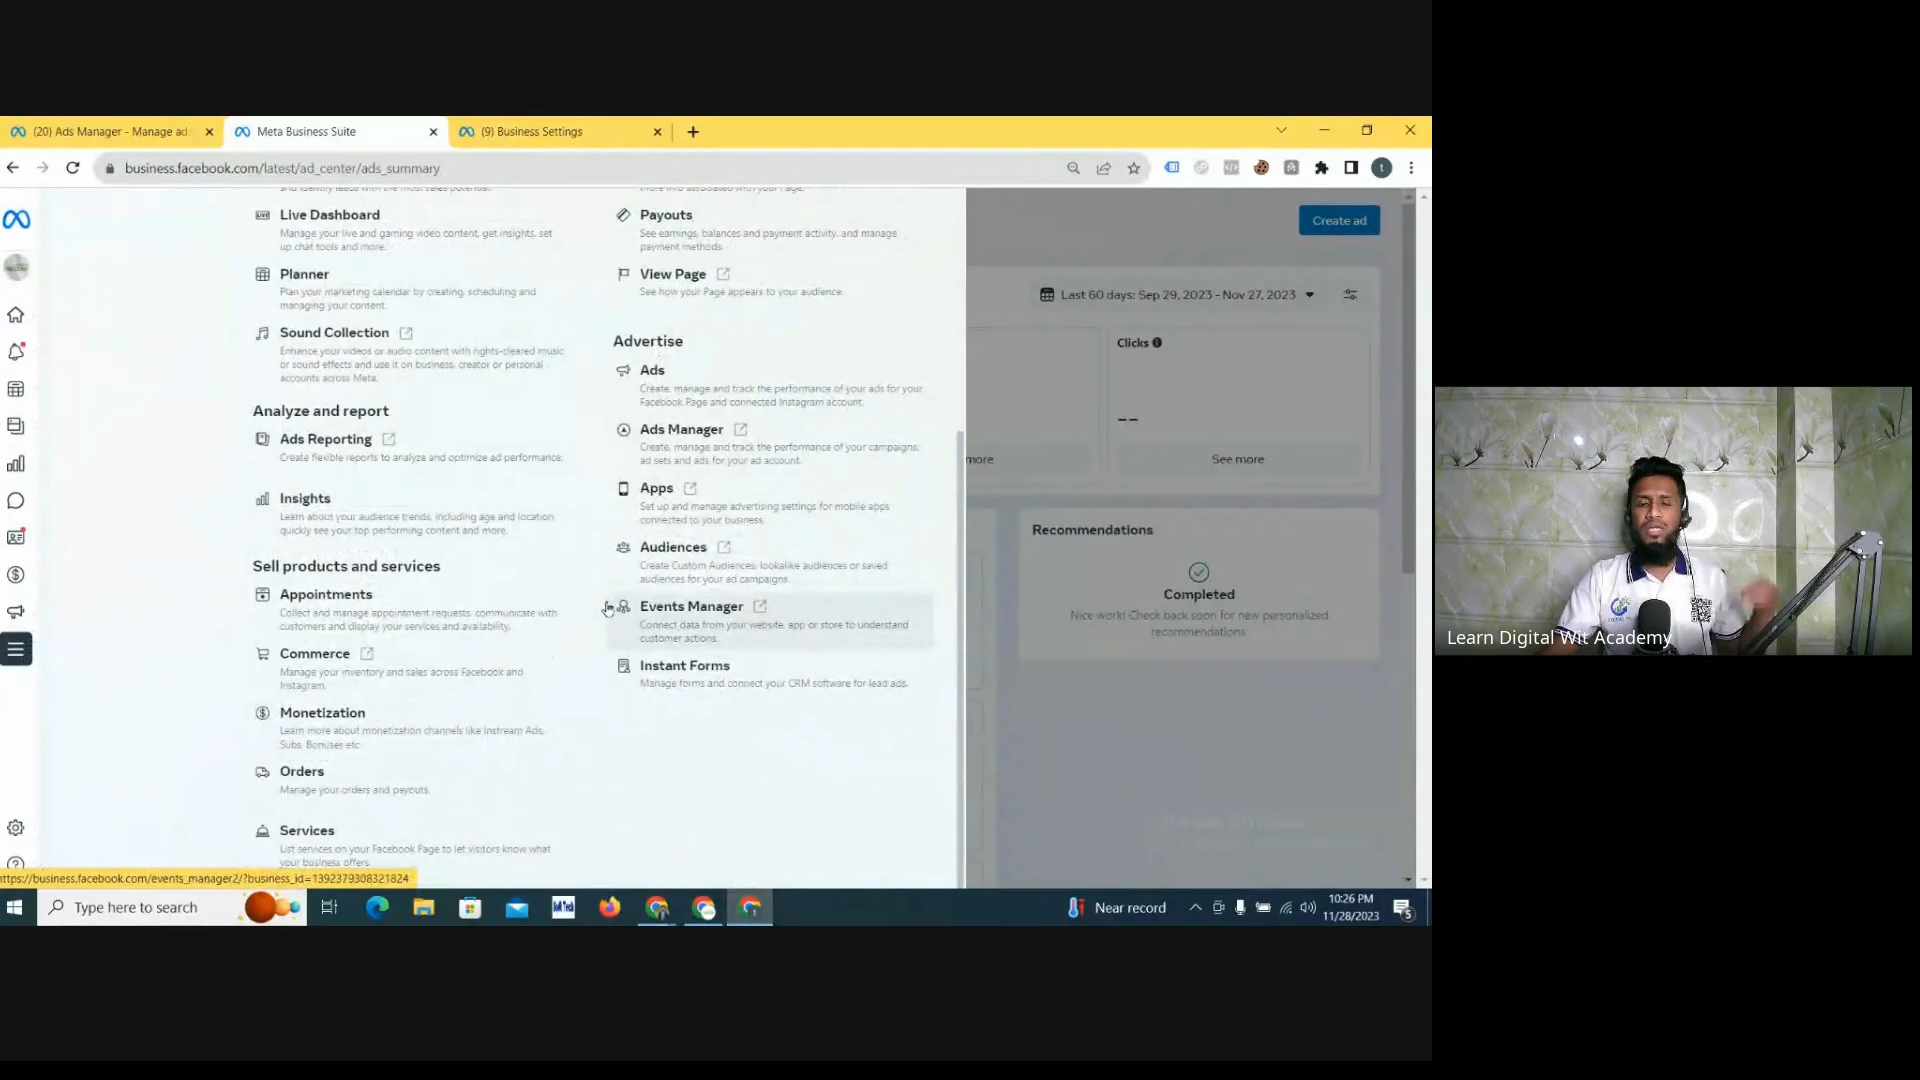 (20) Ads Manager - Manage ads
Meta Business Suite
(9) Business Settings
business.facebook.com/latest/ad_center/ads_summary
t
and identify leads with the most sales potential.
more info associated with your Page.
Live Dashboard
Manage your live and gaming video content, get insights, set
up chat tools and more.
Planner
Plan your marketing calendar by creating, scheduling and
managing your content.
Sound Collection
Enhance your videos or audio content with rights-cleared music
or sound effects and use it on business, creator or personal
accounts across Meta.
Analyze and report
Ads Reporting
Create flexible reports to analyze and optimize ad performance.
Insights
Learn about your audience trends, including age and location,
quickly see your top performing content and more.
Sell products and services
Appointments
Collect and manage appointment requests, communicate with
customers and display your services and availability.
Commerce
Manage your inventory and sales across Facebook and
Instagram.
Monetization
Learn more about monetization channels like Instream Ads,
Subs, Bonuses etc
Orders
Manage your orders and payouts.
Services
List services on your Facebook Page to let visitors know what
your business offers.
Payouts
See earnings, balances and payment activity, and manage
payment methods.
View Page
See how your Page appears to your audience.
Advertise
Ads
Create, manage and track the performance of your ads for your
Facebook Page and connected Instagram account.
Ads Manager
Create, manage and track the performance of your campaigns,
ad sets and ads for your ad account.
Apps
Set up and manage advertising settings for mobile apps
connected to your business.
Audiences
Create Custom Audiences, lookalike audiences or saved
audiences for your ad campaigns.
Events Manager
Connect data from your website, app or store to understand
customer actions.
Instant Forms
Manage forms and connect your CRM software for lead ads.
Create ad
Last 60 days: Sep 29, 2023 - Nov 27, 2023
Clicks
--
more
See more
Recommendations
Completed
Nice work! Check back soon for new personalized
recommendations.
https://business.facebook.com/events_manager2/?business_id=1392379308321824
Type here to search
Near record
10:26 PM
11/28/2023
5
Learn Digital Wit Academy